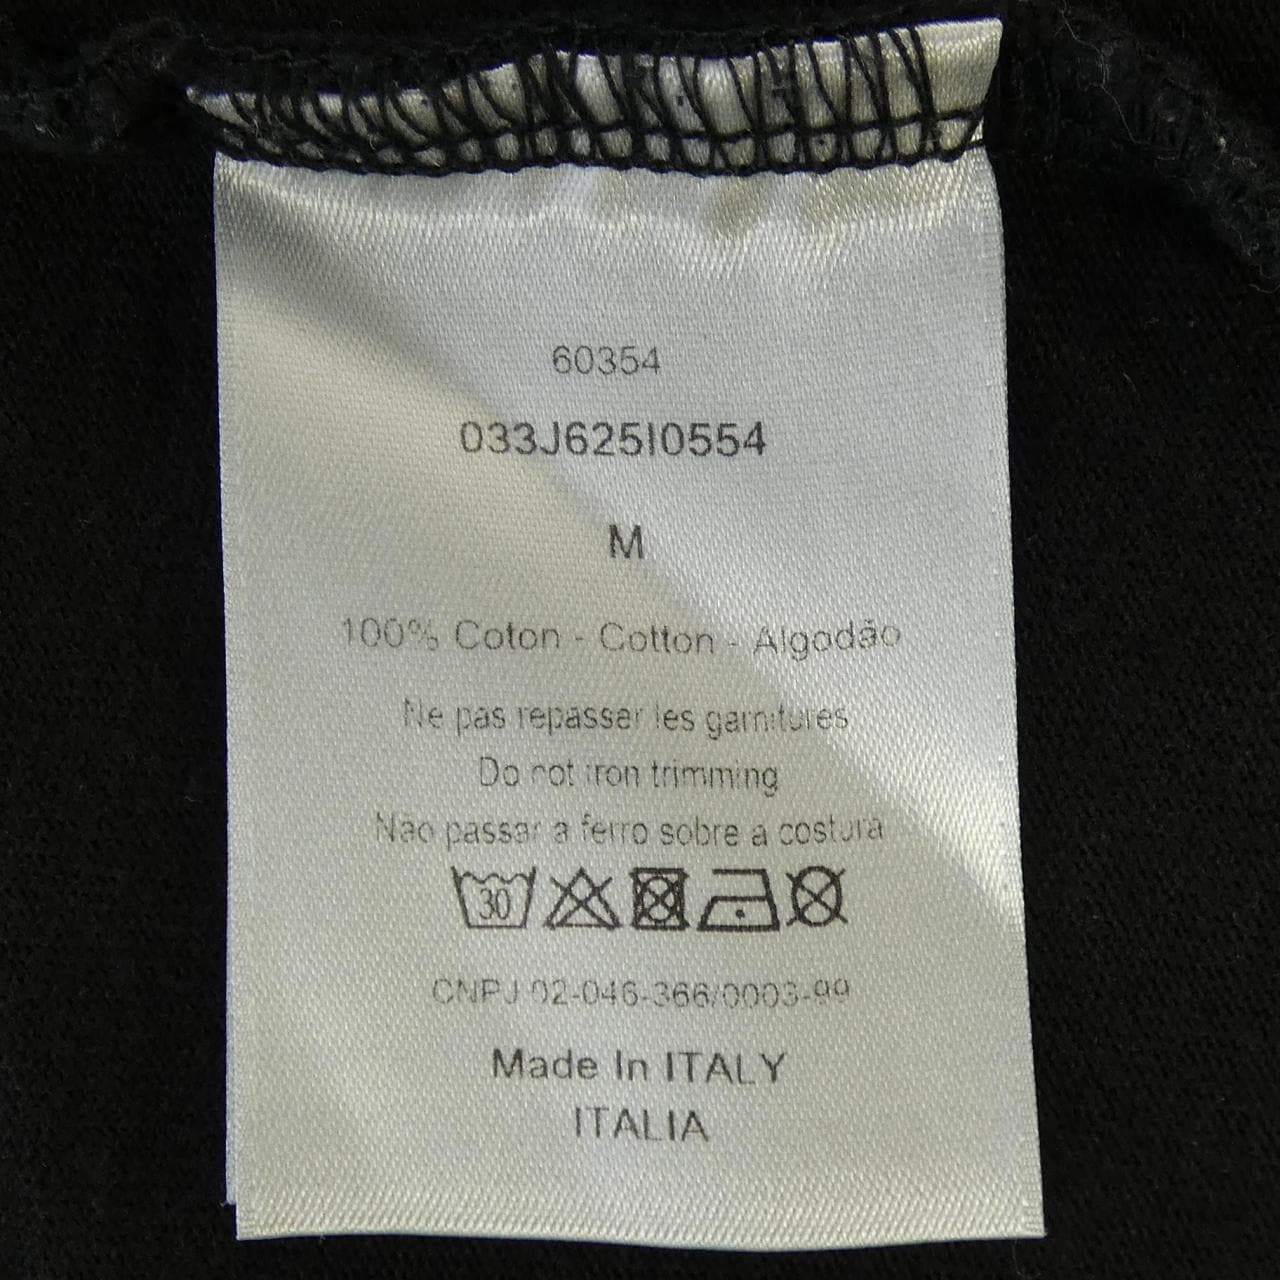 60354
033J625I0554
M
100% Coton - Cotton - Algodão
Ne pas repasser les garnitures
Do not iron trimming
Não passar a ferro sobre a costura
30
CNPJ 02-046-366/0003-99
Made In ITALY
ITALIA